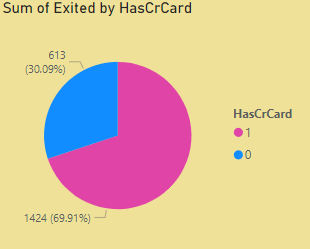 Sum of Exited by HasCrCard
613
(30.09%)
HasCrCard
1
0
1424 (69.91%)